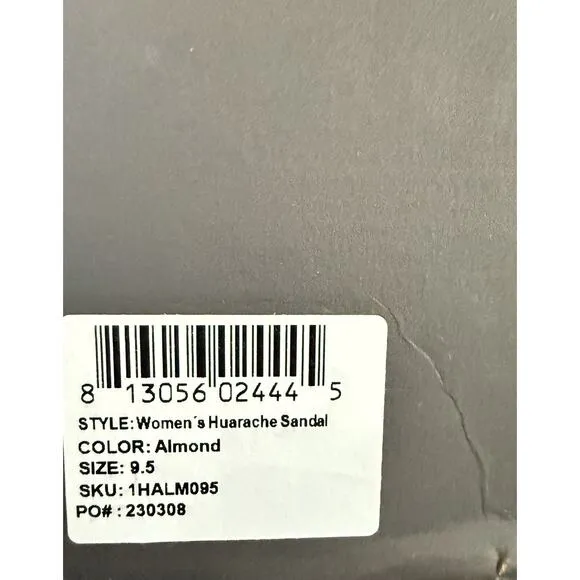 8 13056 02444 5
STYLE: Women´s Huarache Sandal
COLOR: Almond
SIZE: 9.5
SKU: 1HALM095
PO# : 230308